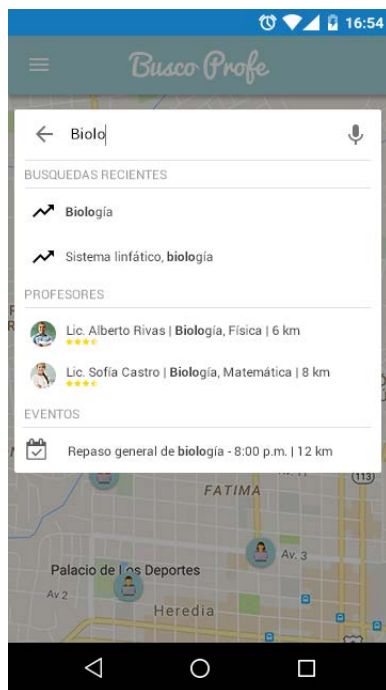 16:54
Busco Profe
Biolo
BUSQUEDAS RECIENTES
Biología
Sistema linfático, biología
PROFESORES
Lic. Alberto Rivas | Biología, Física | 6 km
Lic. Sofía Castro | Biología, Matemática | 8 km
EVENTOS
Repaso general de biología - 8:00 p.m. | 12 km
(113)
FATIMA
Av. 3
Palacio de Los Deportes
Av 2
Heredia